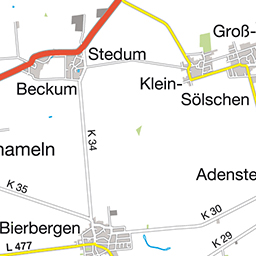 Groß-
Stedum
Klein-
Beckum
Sölschen
K 34
hameln
Adenste
K 35
K 30
Bierbergen
K 29
L 477